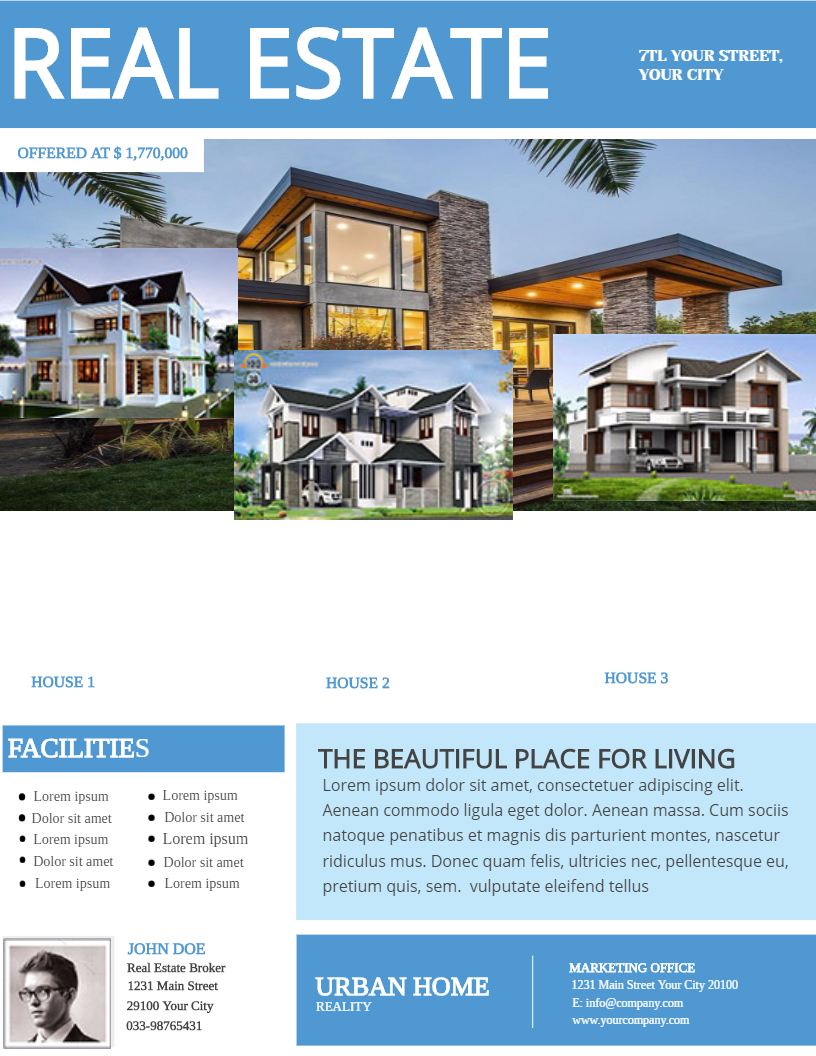 REAL ESTATE
7TL YOUR STREET,
YOUR CITY
OFFERED AT $ 1,770,000
38
HOUSE 1
HOUSE 2
HOUSE 3
FACILITIES
Lorem ipsum
Dolor sit amet
Lorem ipsum
Dolor sit amet
Lorem ipsum
Lorem ipsum
Dolor sit amet
Lorem ipsum
Dolor sit amet
Lorem ipsum
THE BEAUTIFUL PLACE FOR LIVING
Lorem ipsum dolor sit amet, consectetuer adipiscing elit.
Aenean commodo ligula eget dolor. Aenean massa. Cum sociis
natoque penatibus et magnis dis parturient montes, nascetur
ridiculus mus. Donec quam felis, ultricies nec, pellentesque eu,
pretium quis, sem.  vulputate eleifend tellus
JOHN DOE
Real Estate Broker
1231 Main Street
29100 Your City
033-98765431
URBAN HOME
REALITY
MARKETING OFFICE
1231 Main Street Your City 20100
E: info@company.com
www.yourcompany.com